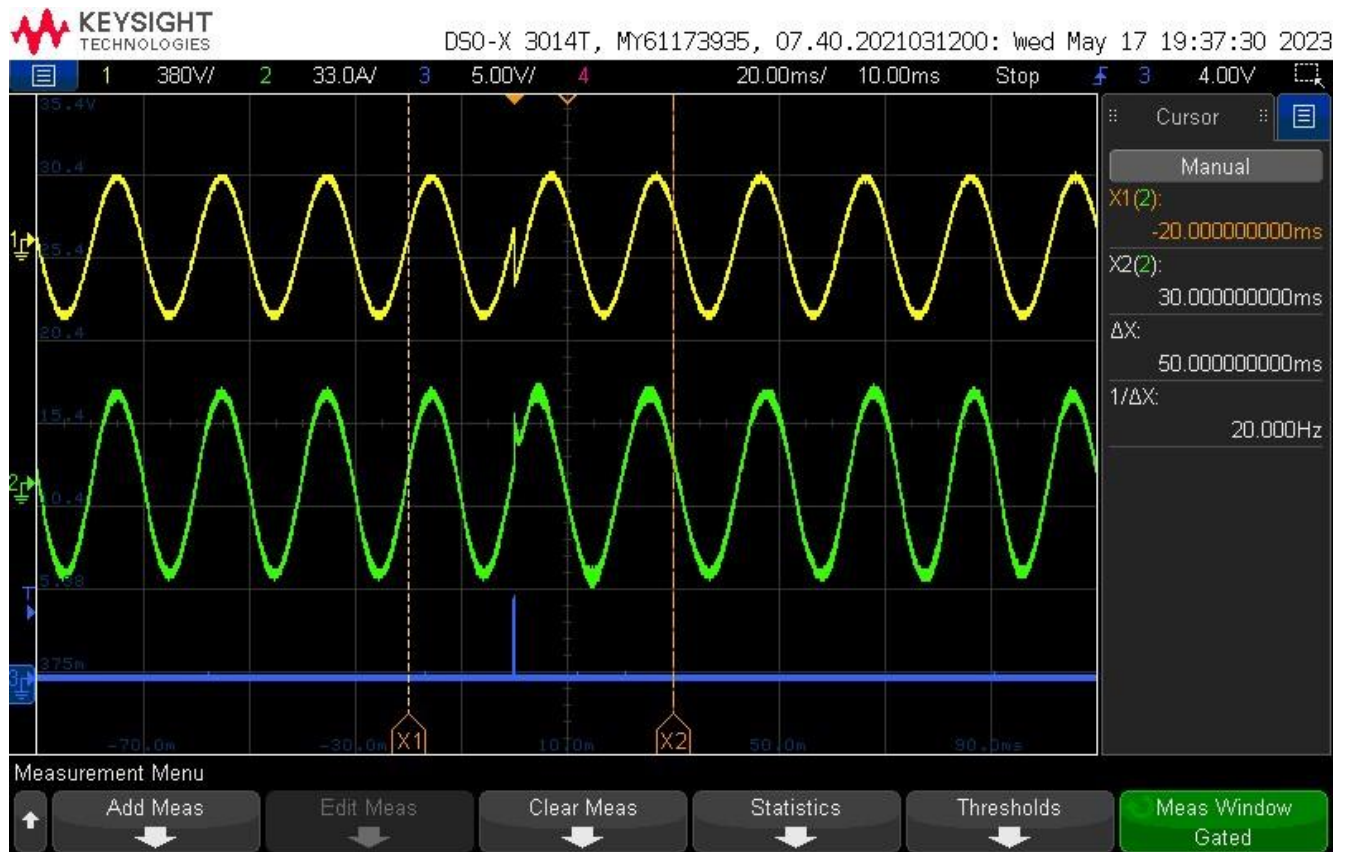 KEYSIGHT
TECHNOLOGIES
DSO-X 3014T, MY61173935, 07.40.2021031200: Wed May 17 19:37:30 2023
1 380V/ 2 33.0A/ 3 5.00V/ 4 20.00ms/ 10.00ms Stop 3 4.00V
35.4V
30.4
25.4
20.4
15.4
10.4
5.38
375m
1
2
T
3
-70.0m -30.0m X1 10.0m X2 50.0m 90.0ms
Cursor
Manual
X1(2):
-20.000000000ms
X2(2):
30.000000000ms
ΔX:
50.000000000ms
1/ΔX:
20.000Hz
Measurement Menu
Add Meas Edit Meas Clear Meas Statistics Thresholds Meas Window
Gated